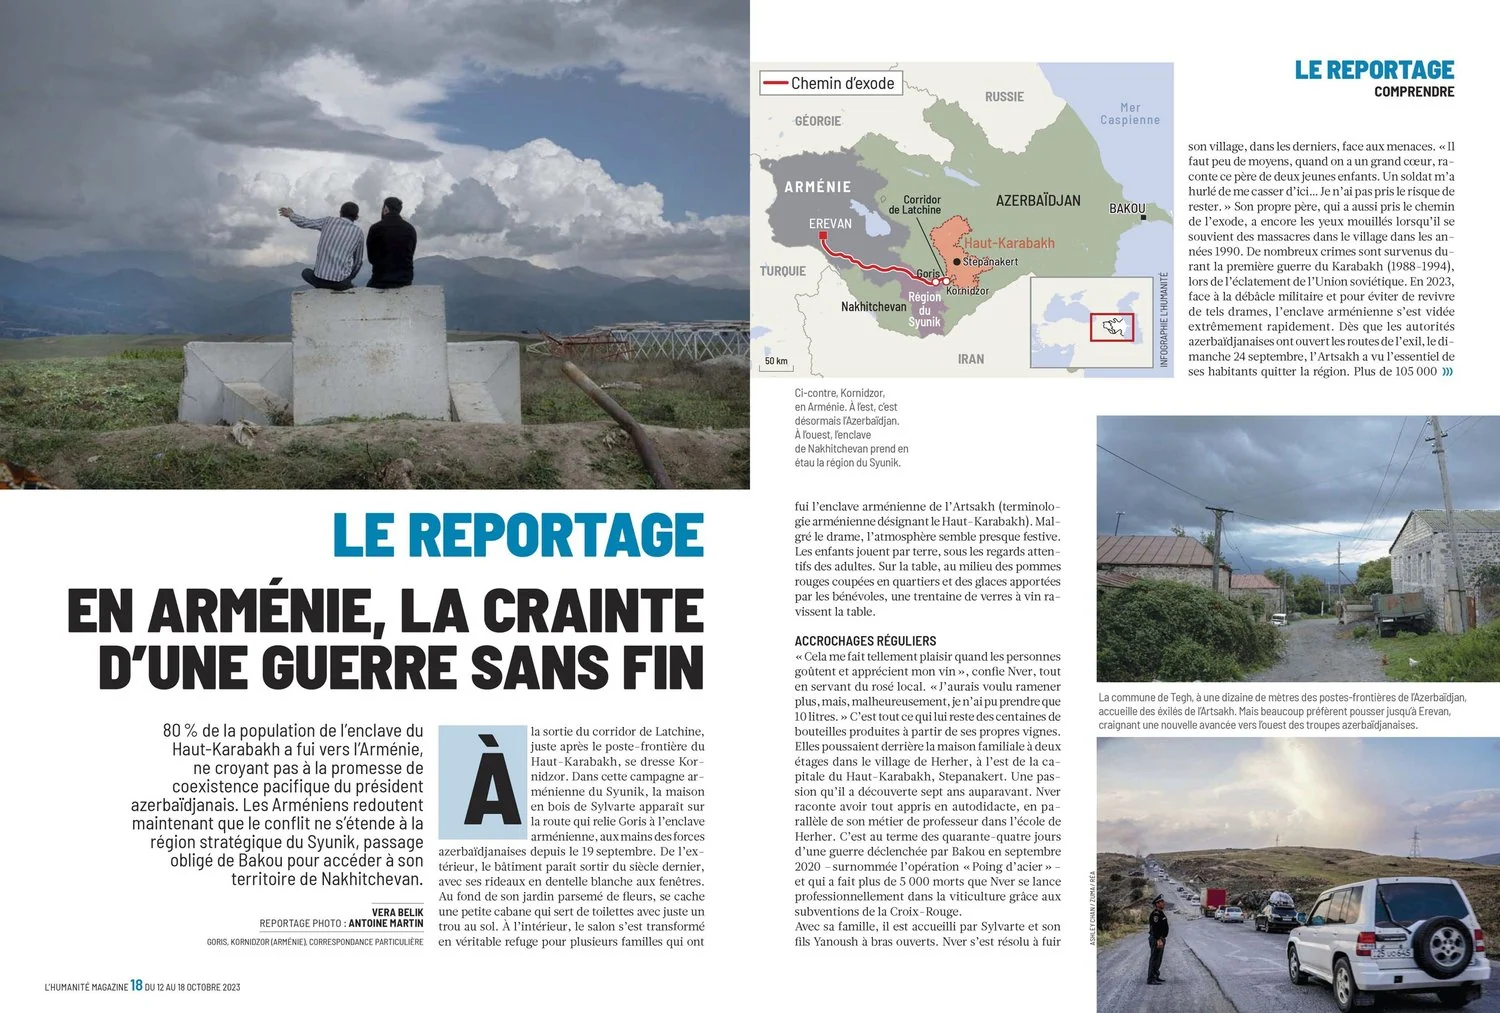 LE REPORTAGE
EN ARMÉNIE, LA CRAINTE
D'UNE GUERRE SANS FIN
80 % de la population de l'enclave du
Haut-Karabakh a fui vers l'Arménie,
ne croyant pas à la promesse de
coexistence pacifique du président
azerbaïdjanais. Les Arméniens redoutent
maintenant que le conflit ne s'étende à la
région stratégique du Syunik, passage
obligé de Bakou pour accéder à son
territoire de Nakhitchevan.
VERA BELIK
REPORTAGE PHOTO : ANTOINE MARTIN
GORIS, KORNIDZOR (ARMÉNIE), CORRESPONDANCE PARTICULIÈRE
À
la sortie du corridor de Latchine,
juste après le poste-frontière du
Haut-Karabakh, se dresse Kor-
nidzor. Dans cette campagne ar-
ménienne du Syunik, la maison
en bois de Sylvarte apparaît sur
la route qui relie Goris à l'enclave
arménienne, aux mains des forces
azerbaïdjanaises depuis le 19 septembre. De l'ex-
térieur, le bâtiment paraît sorti du siècle dernier,
avec ses rideaux en dentelle blanche aux fenêtres.
Au fond de son jardin parsemé de fleurs, se cache
une petite cabane qui sert de toilettes avec juste un
trou au sol. À l'intérieur, le salon s'est transformé
en véritable refuge pour plusieurs familles qui ont
L'HUMANITÉ MAGAZINE 18 DU 12 AU 18 OCTOBRE 2023
Chemin d'exode
RUSSIE
GÉORGIE
Mer
Caspienne
ARMÉNIE
EREVAN
Corridor
de Latchine
AZERBAÏDJAN
BAKOU
Haut-Karabakh
Stepanakert
TURQUIE
Goris
Kornidzor
Nakhitchevan
Région
du
Syunik
IRAN
50 km
INFOGRAPHIE L'HUMANITÉ
Ci-contre, Kornidzor,
en Arménie. À l'est, c'est
désormais l'Azerbaïdjan.
À l'ouest, l'enclave
de Nakhitchevan prend en
étau la région du Syunik.
fui l'enclave arménienne de l'Artsakh (terminolo-
gie arménienne désignant le Haut-Karabakh). Mal-
gré le drame, l'atmosphère semble presque festive.
Les enfants jouent par terre, sous les regards atten-
tifs des adultes. Sur la table, au milieu des pommes
rouges coupées en quartiers et des glaces apportées
par les bénévoles, une trentaine de verres à vin ra-
vissent la table.
ACCROCHAGES RÉGULIERS
« Cela me fait tellement plaisir quand les personnes
goûtent et apprécient mon vin », confie Nver, tout
en servant du rosé local. « J'aurais voulu ramener
plus, mais, malheureusement, je n'ai pu prendre que
10 litres. » C'est tout ce qui lui reste des centaines de
bouteilles produites à partir de ses propres vignes.
Elles poussaient derrière la maison familiale à deux
étages dans le village de Herher, à l'est de la ca-
pitale du Haut-Karabakh, Stepanakert. Une pas-
sion qu'il a découverte sept ans auparavant. Nver
raconte avoir tout appris en autodidacte, en pa-
rallèle de son métier de professeur dans l'école de
Herher. C'est au terme des quarante-quatre jours
d'une guerre déclenchée par Bakou en septembre
2020 – surnommée l'opération « Poing d'acier » –
et qui a fait plus de 5 000 morts que Nver se lance
professionnellement dans la viticulture grâce aux
subventions de la Croix-Rouge.
Avec sa famille, il est accueilli par Sylvarte et son
fils Yanoush à bras ouverts. Nver s'est résolu à fuir
LE REPORTAGE
COMPRENDRE
son village, dans les derniers, face aux menaces. « Il
faut peu de moyens, quand on a un grand cœur, ra-
conte ce père de deux jeunes enfants. Un soldat m'a
hurlé de me casser d'ici… Je n'ai pas pris le risque de
rester. » Son propre père, qui a aussi pris le chemin
de l'exode, a encore les yeux mouillés lorsqu'il se
souvient des massacres dans le village dans les an-
nées 1990. De nombreux crimes sont survenus du-
rant la première guerre du Karabakh (1988-1994),
lors de l'éclatement de l'Union soviétique. En 2023,
face à la débâcle militaire et pour éviter de revivre
de tels drames, l'enclave arménienne s'est vidée
extrêmement rapidement. Dès que les autorités
azerbaïdjanaises ont ouvert les routes de l'exil, le di-
manche 24 septembre, l'Artsakh a vu l'essentiel de
ses habitants quitter la région. Plus de 105 000 »»
La commune de Tegh, à une dizaine de mètres des postes-frontières de l'Azerbaïdjan,
accueille des exilés de l'Artsakh. Mais beaucoup préfèrent pousser jusqu'à Erevan,
craignant une nouvelle avancée vers l'ouest des troupes azerbaïdjanaises.
ASHLEY CHAN / ZUMA / RÉA